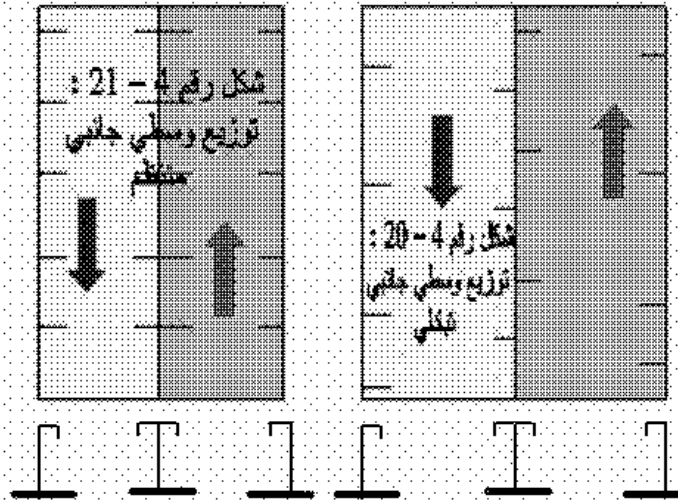 شكل رقم 4 – 21 :
توزيع وسطي جانبي
منتظم
شكل رقم 4 – 20 :
توزيع وسطي جانبي
شكلي